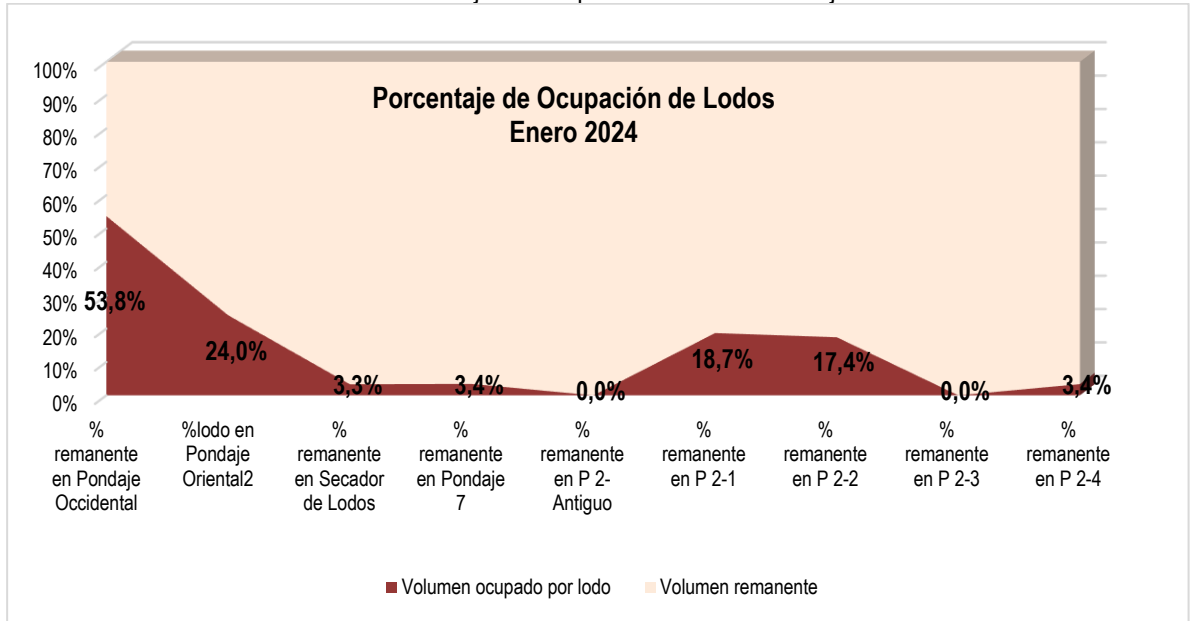 Porcentaje de Ocupación de Lodos
Enero 2024
100%
90%
80%
70%
60%
50%
40%
30%
20%
10%
0%
53,8%
24,0%
3,3%
3,4%
0,0%
18,7%
17,4%
0,0%
3,4%
%
remanente
en Pondaje
Occidental
%lodo en
Pondaje
Oriental2
%
remanente
en Secador
de Lodos
%
remanente
en Pondaje
7
%
remanente
en P 2-
Antiguo
%
remanente
en P 2-1
%
remanente
en P 2-2
%
remanente
en P 2-3
%
remanente
en P 2-4
Volumen ocupado por lodo
Volumen remanente